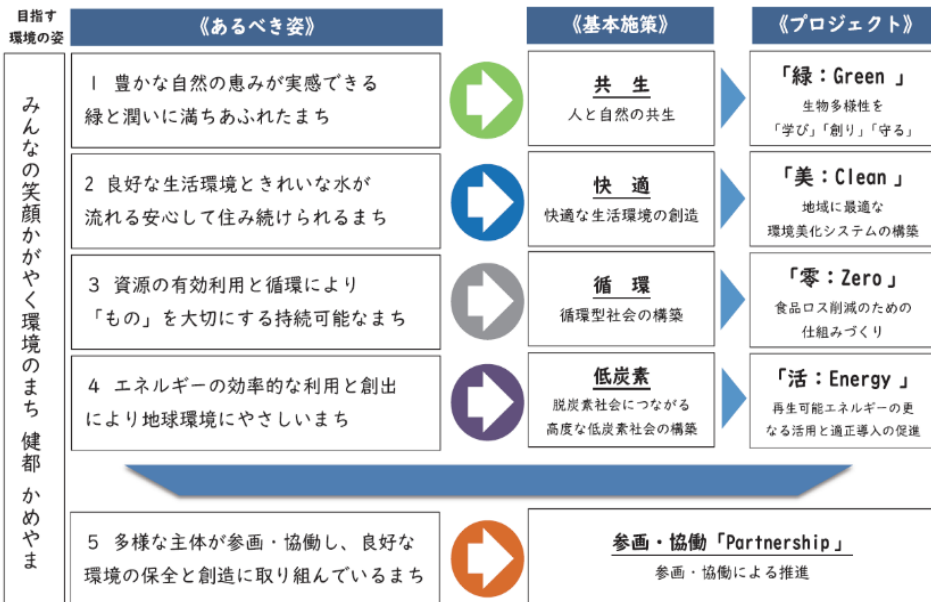 目指す
環境の姿
《あるべき姿》
《基本施策》
《プロジェクト》
みんなの笑顔かがやく環境のまち 健都 かめやま
1 豊かな自然の恵みが実感できる
緑と潤いに満ちあふれたまち
共 生
人と自然の共生
「緑：Green 」
生物多様性を
「学び」「創り」「守る」
2 良好な生活環境ときれいな水が
流れる安心して住み続けられるまち
快 適
快適な生活環境の創造
「美：Clean 」
地域に最適な
環境美化システムの構築
3 資源の有効利用と循環により
「もの」を大切にする持続可能なまち
循 環
循環型社会の構築
「零：Zero 」
食品ロス削減のための
仕組みづくり
4 エネルギーの効率的な利用と創出
により地球環境にやさしいまち
低炭素
脱炭素社会につながる
高度な低炭素社会の構築
「活：Energy 」
再生可能エネルギーの更
なる活用と適正導入の促進
5 多様な主体が参画・協働し、良好な
環境の保全と創造に取り組んでいるまち
参画・協働「Partnership 」
参画・協働による推進